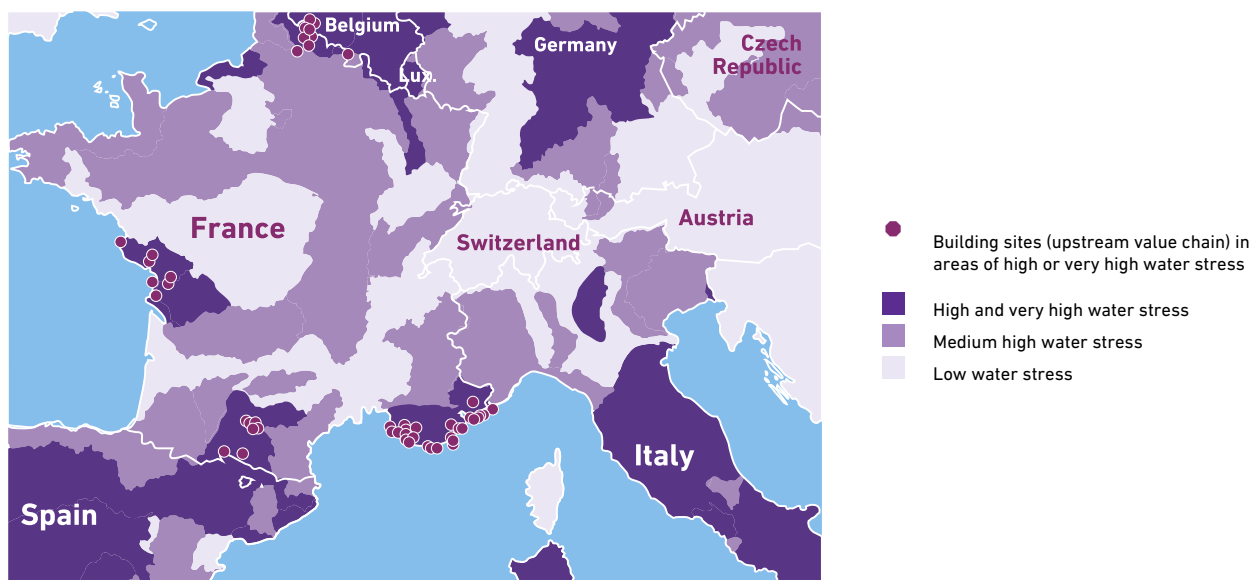 Belgium
Germany
Czech
Republic
Lux.
France
Switzerland
Austria
Italy
Spain
Building sites (upstream value chain) in
areas of high or very high water stress
High and very high water stress
Medium high water stress
Low water stress